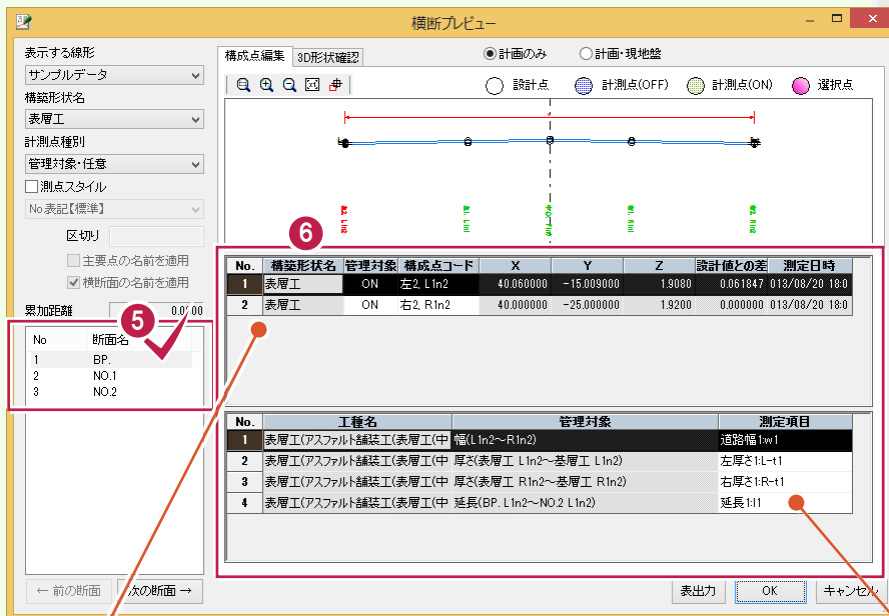 横断プレビュー
表示する線形
サンプルデータ
構築形状名
表層工
計測点種別
管理対象・任意
測点スタイル
No.表記【標準】
区切り
主要点の名前を適用
横断面の名前を適用
累加距離 0.0000
5
No 断面名
1 BP.
2 NO.1
3 NO.2
← 前の断面 次の断面 →
構成点編集 3D形状確認 計画のみ 計画・現地盤
設計点 計測点(OFF) 計測点(ON) 選択点
6
No. 構築形状名 管理対象 構成点コード X Y Z 設計値との差 測定日時
1 表層工 ON 左2, L1n2 40.060000 -15.009000 1.9080 0.061847 013/08/20 18:0
2 表層工 ON 右2, R1n2 40.000000 -25.000000 1.9200 0.000000 013/08/20 18:0
No. 工種名 管理対象 測定項目
1 表層工(アスファルト舗装工(表層工(中 幅(L1n2～R1n2) 道路幅1:w1
2 表層工(アスファルト舗装工(表層工(中 厚さ(表層工 L1n2～基層工 L1n2) 左厚さ1:L-t1
3 表層工(アスファルト舗装工(表層工(中 厚さ(表層工 R1n2～基層工 R1n2) 右厚さ1:R-t1
4 表層工(アスファルト舗装工(表層工(中 延長(BP. L1n2～NO.2 L1n2) 延長1:l1
表出力 OK キャンセル